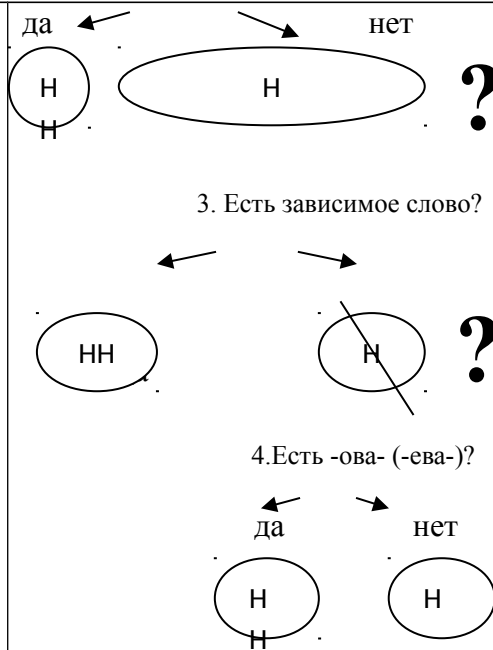 да нет
Н Н ?
Н
3. Есть зависимое слово?
НН Н ?
4.Есть -ова- (-ева-)?
да нет
Н Н
Н